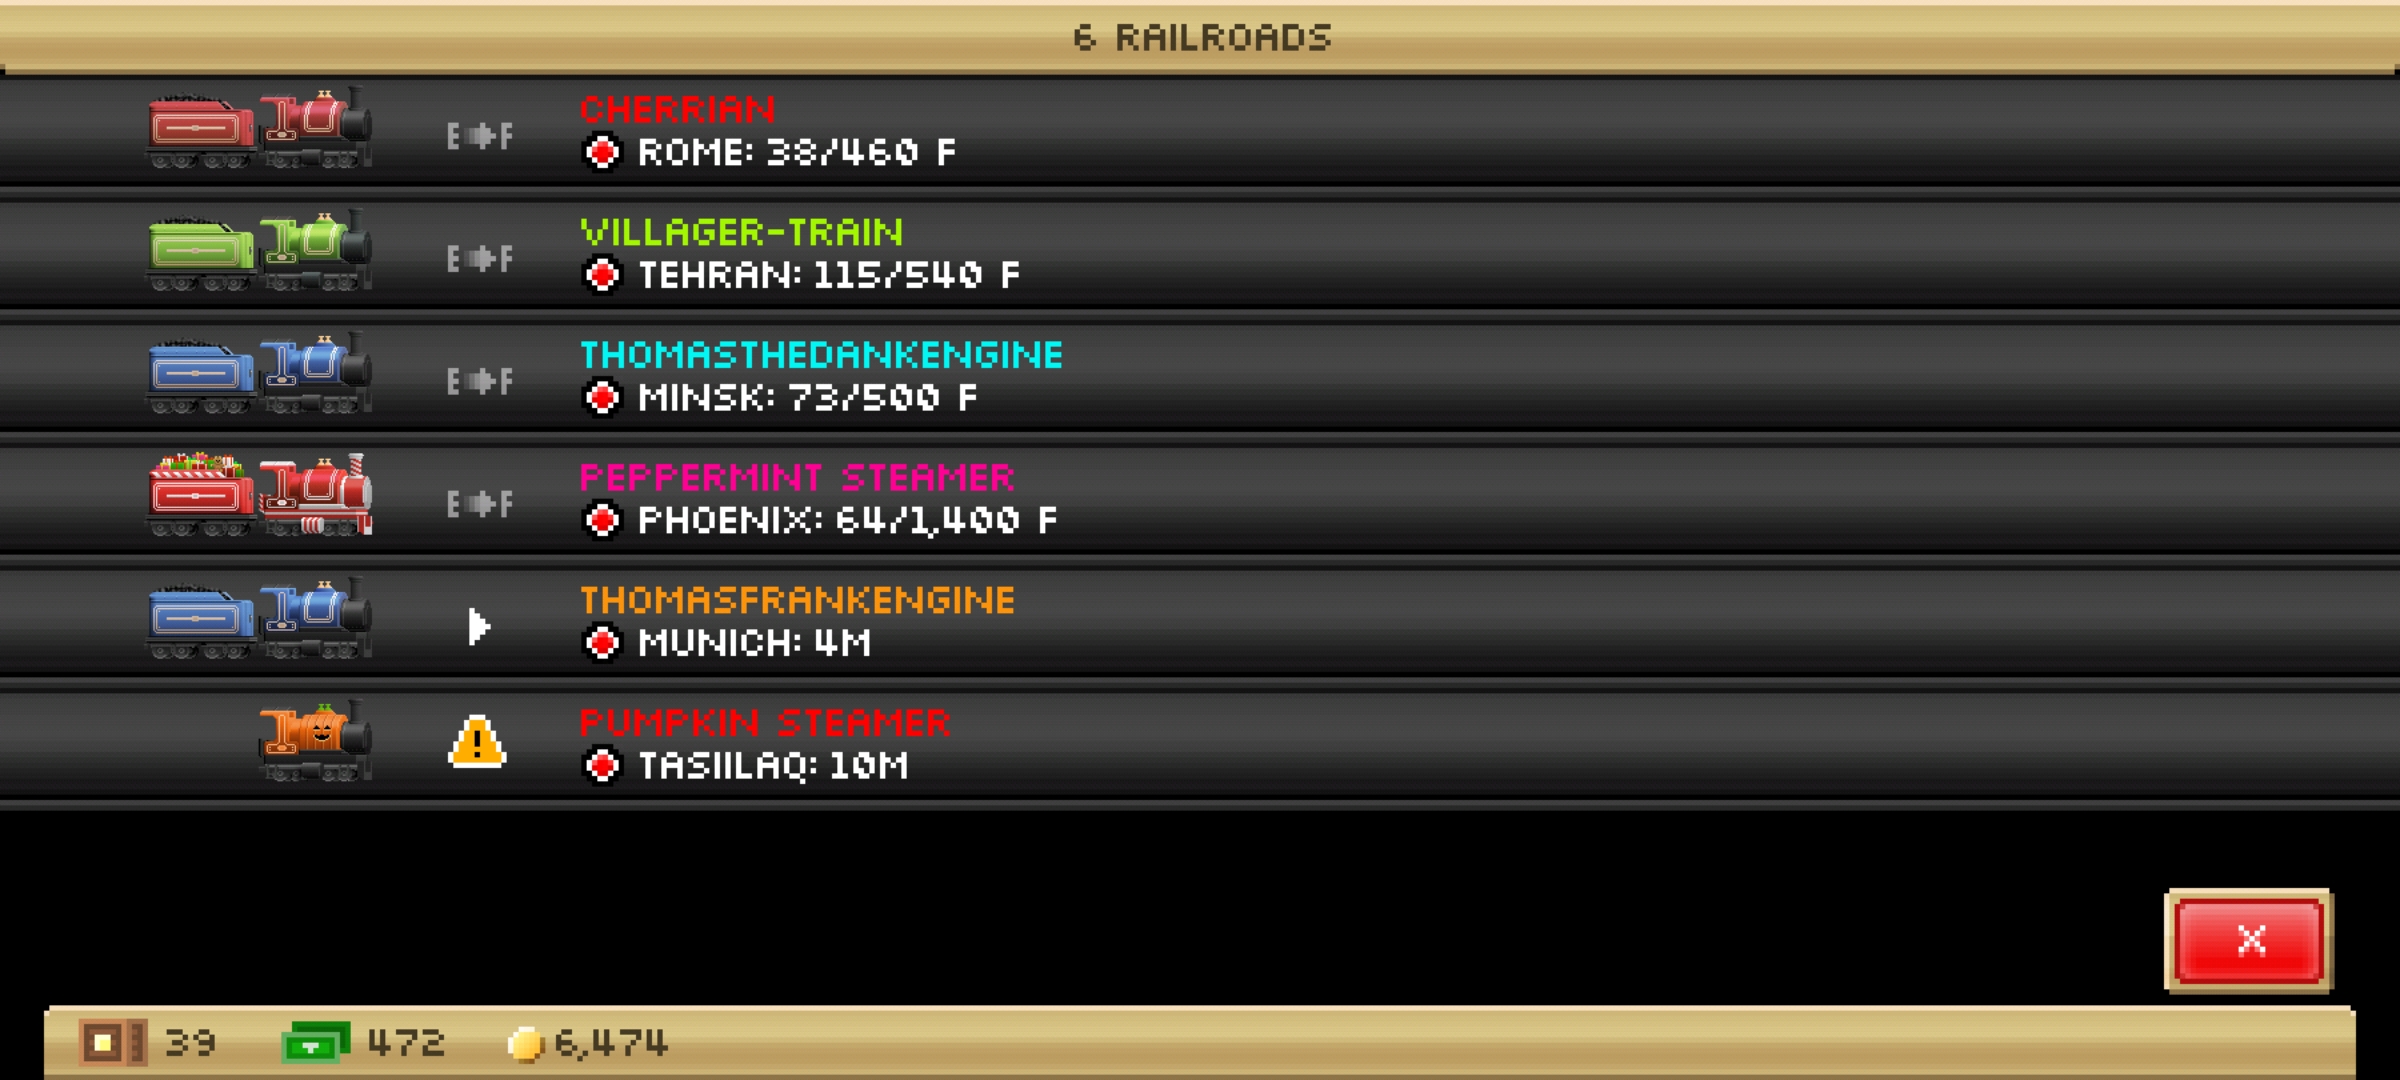 6 RAILROADS
E F
CHERRIAN
ROME: 38/460 F
E F
VILLAGER-TRAIN
TEHRAN: 115/540 F
E F
THOMASTHEDANKENGINE
MINSK: 73/500 F
E F
PEPPERMINT STEAMER
PHOENIX: 64/1,400 F
THOMASFRANKENGINE
MUNICH: 4M
!
PUMPKIN STEAMER
TASIILAQ: 10M
X
39 472 6,474